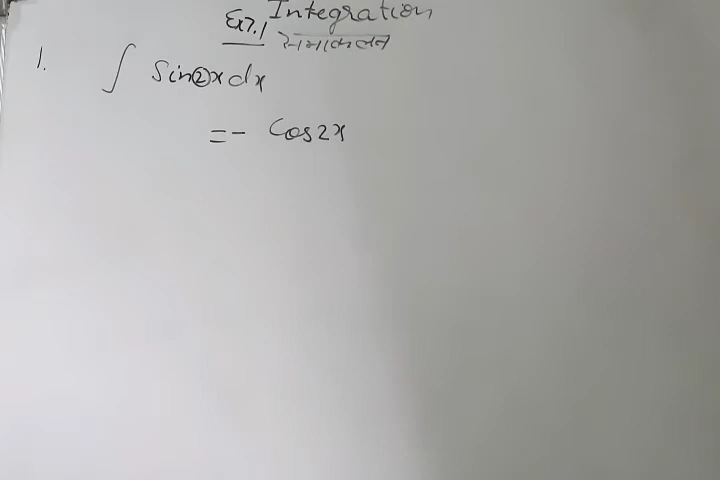 Ex7.1 Integration
समाकलन
1. ∫ Sin2x dx
= - Cos2x